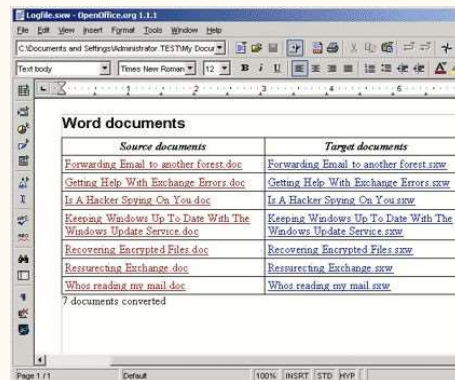 Logfile.sxw - OpenOffice.org 1.1.1
File Edit View Insert Format Tools Window Help
C:\Documents and Settings\Administrator.TEST\My Docu
Text body Times New Roman 12 B i U A
1 2 3 4 5 6
Word documents
Source documents Target documents
Forwarding Email to another forest.doc Forwarding Email to another forest.sxw
Getting Help With Exchange Errors.doc Getting Help With Exchange Errors.sxw
Is A Hacker Spying On You.doc Is A Hacker Spying On You.sxw
Keeping Windows Up To Date With The Keeping Windows Up To Date With The
Windows Update Service.doc Windows Update Service.sxw
Recovering Encrypted Files.doc Recovering Encrypted Files.sxw
Ressurecting Exchange.doc Ressurecting Exchange.sxw
Whos reading my mail.doc Whos reading my mail.sxw
7 documents converted
Page 1 / 1 Default 100% INSRT STD HYP